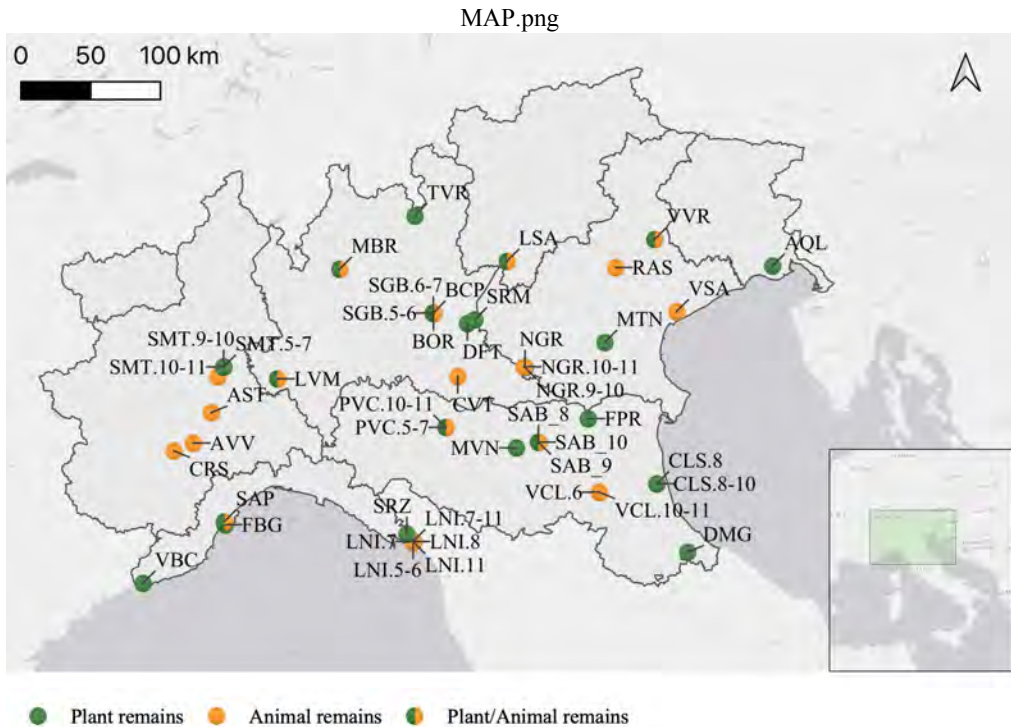 MAP.png
0 50 100 km
TVR
VVR
MBR
LSA
AQL
RAS
SGB.6-7
BCP
VSA
SGB.5-6
SRM
BOR
DFT
MTN
SMT.9-10
SMT.5-7
NGR
SMT.10-11
NGR.10-11
LVM
NGR.9-10
AST
PVC.10-11
CVT
SAB_8
PVC.5-7
FPR
AVV
MVN
SAB_10
CRS
SAB_9
CLS.8
CLS.8-10
VCL.6
SAP
SRZ
LNI.7-11
VCL.10-11
FBG
LNI.7
LNI.8
DMG
VBC
LNI.5-6
LNI.11
Plant remains Animal remains Plant/Animal remains